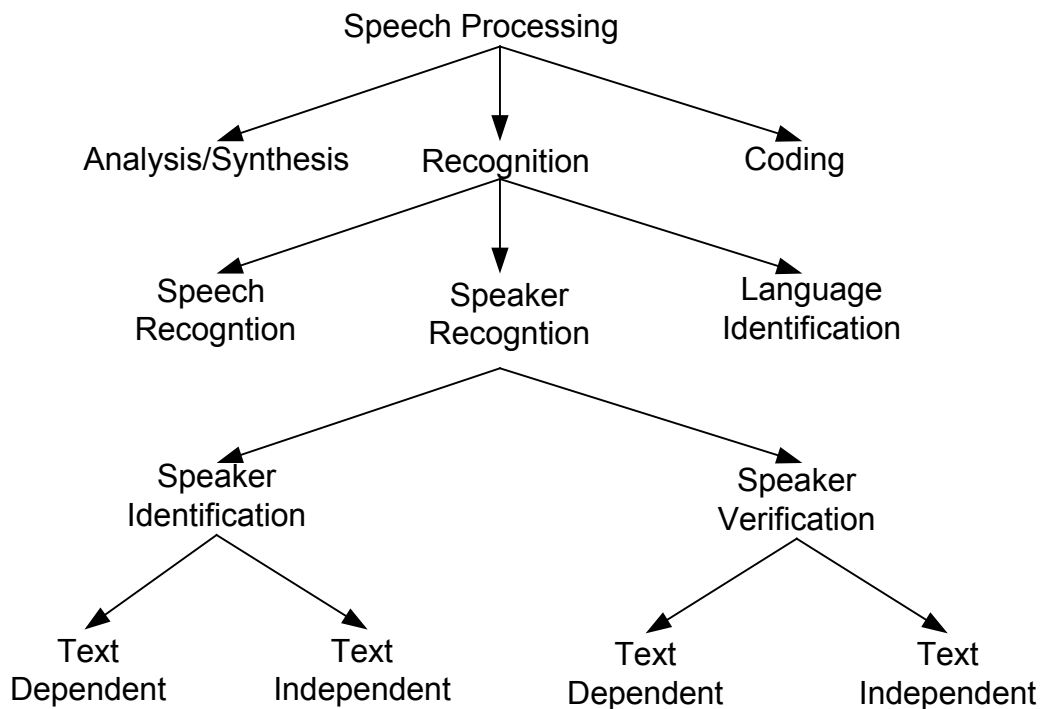 Speech Processing
Analysis/Synthesis
Recognition
Coding
Speech
Recogntion
Speaker
Recogntion
Language
Identification
Speaker
Identification
Speaker
Verification
Text
Dependent
Text
Independent
Text
Dependent
Text
Independent